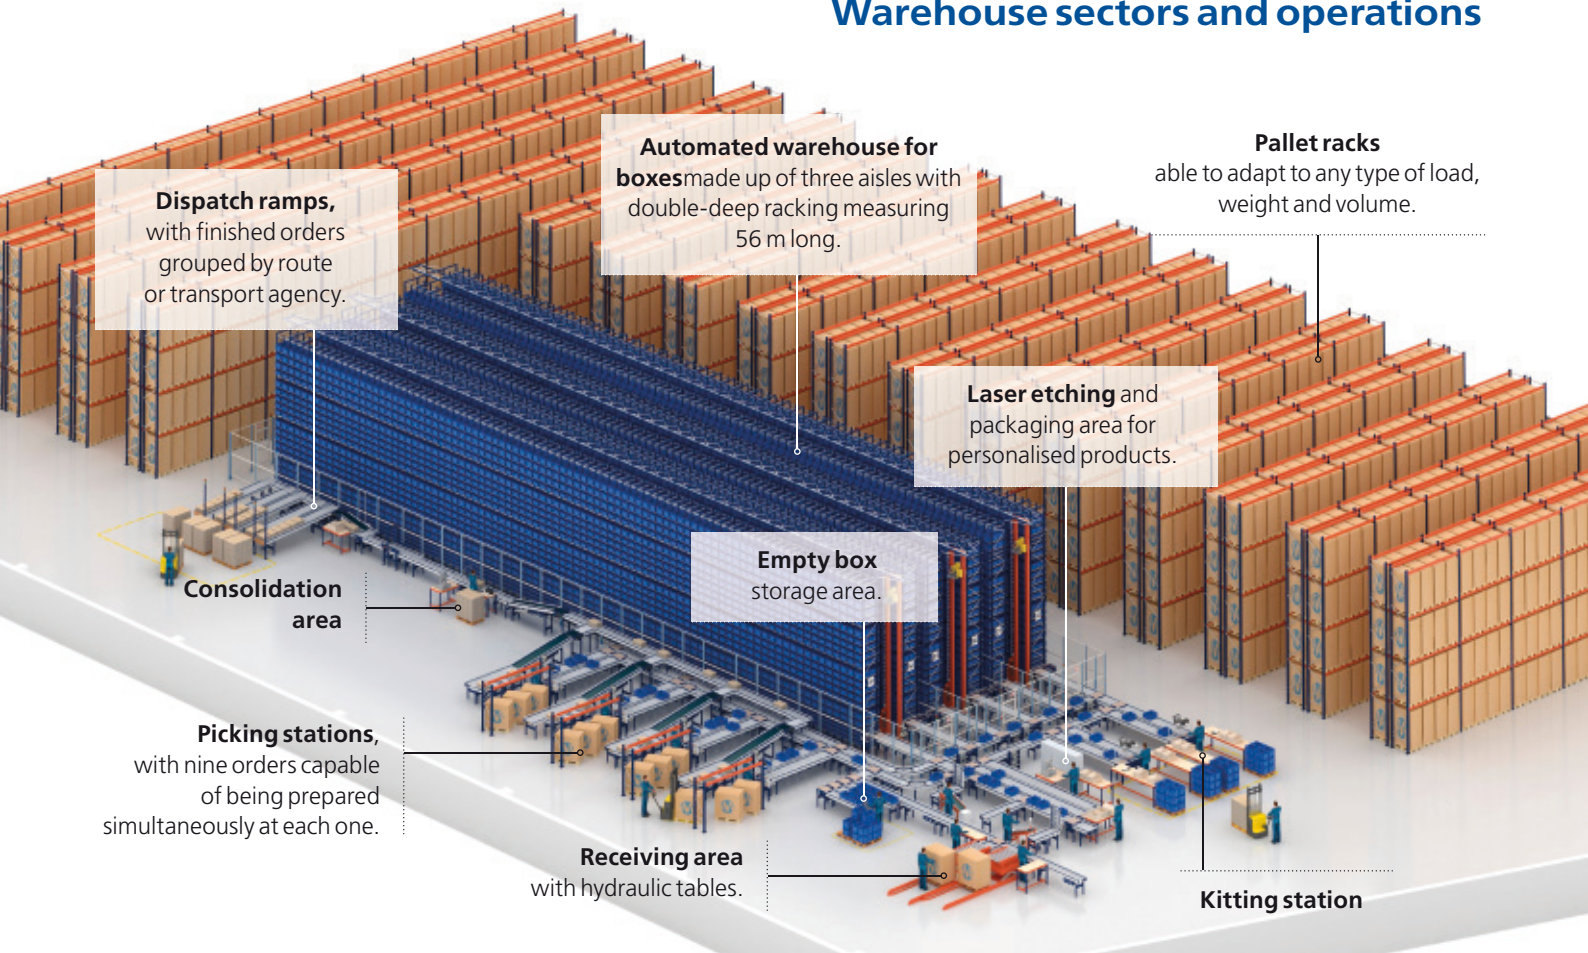 Warehouse sectors and operations
Automated warehouse for
boxes made up of three aisles with
double-deep racking measuring
56 m long.
Pallet racks
able to adapt to any type of load,
weight and volume.
Dispatch ramps,
with finished orders
grouped by route
or transport agency.
Laser etching and
packaging area for
personalised products.
Empty box
storage area.
Consolidation
area
Picking stations,
with nine orders capable
of being prepared
simultaneously at each one.
Receiving area
with hydraulic tables.
Kitting station